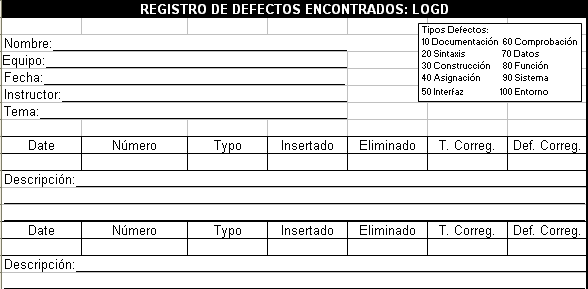 REGISTRO DE DEFECTOS ENCONTRADOS: LOGD
Nombre:
Equipo:
Fecha:
Instructor:
Tema:
Tipos Defectos:
10 Documentación 60 Comprobación
20 Sintaxis 70 Datos
30 Construcción 80 Función
40 Asignación 90 Sistema
50 Interfaz 100 Entorno
Date Número Typo Insertado Eliminado T. Correg. Def. Correg.
Descripción:
Date Número Typo Insertado Eliminado T. Correg. Def. Correg.
Descripción: